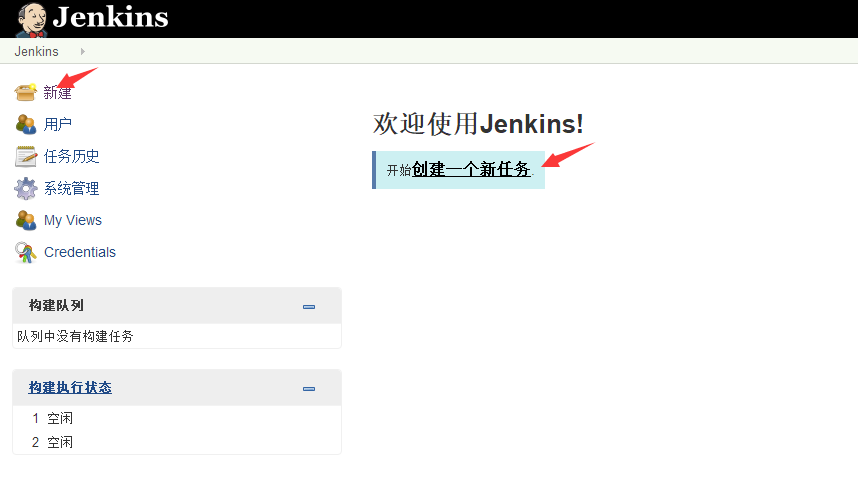 Jenkins
Jenkins
新建
用户
任务历史
系统管理
My Views
Credentials
欢迎使用Jenkins!
开始创建一个新任务.
构建队列
队列中没有构建任务
构建执行状态
1 空闲
2 空闲